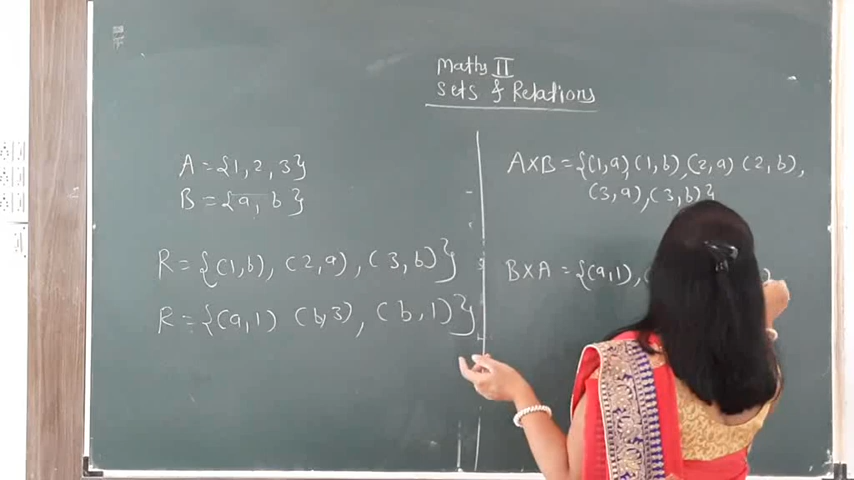 Maths II
Sets & Relations
A = {1, 2, 3}
B = {a, b}
R = {(1,b), (2,a), (3,b)}
R = {(a,1) (b,3), (b,1)}
A×B = {(1,a) (1,b), (2,a) (2,b),
(3,a), (3,b)}
B×A = {(a,1), (